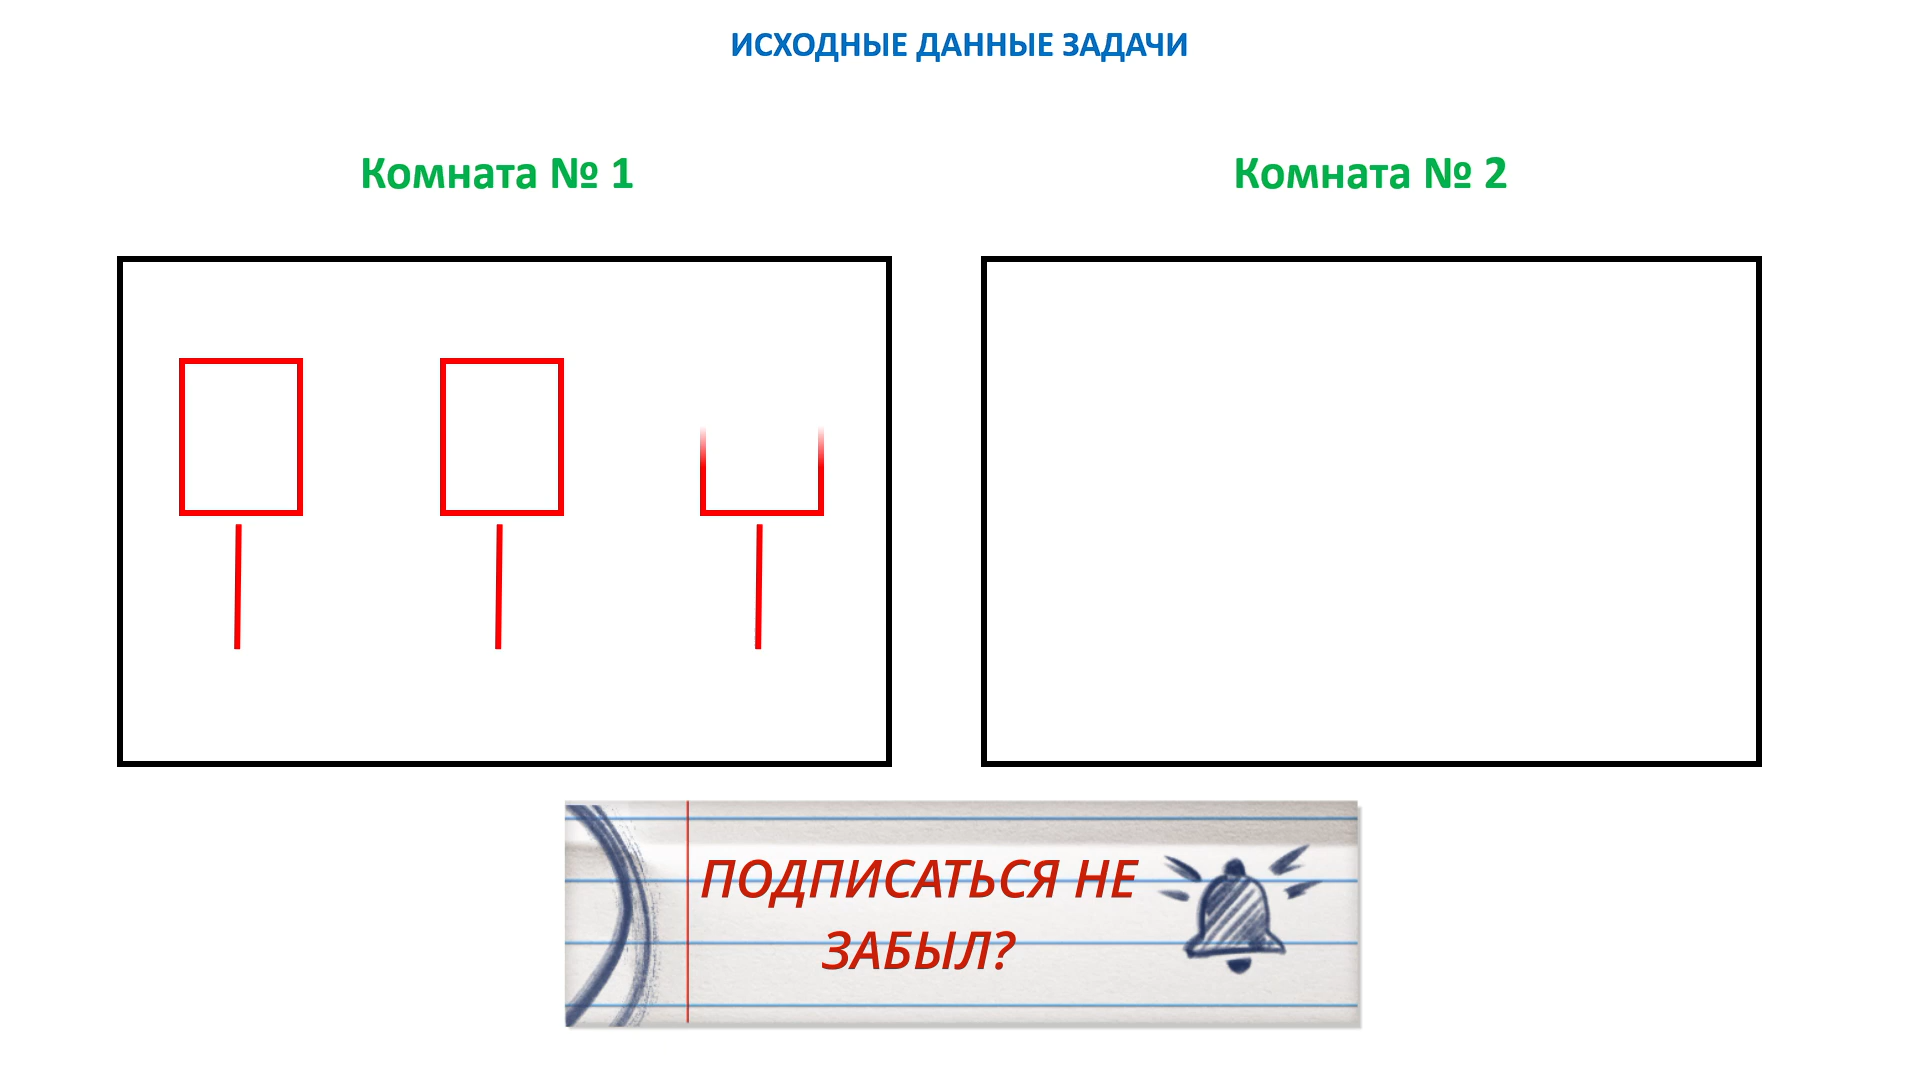 ИСХОДНЫЕ ДАННЫЕ ЗАДАЧИ
Комната № 1
Комната № 2
ПОДПИСАТЬСЯ НЕ
ЗАБЫЛ?